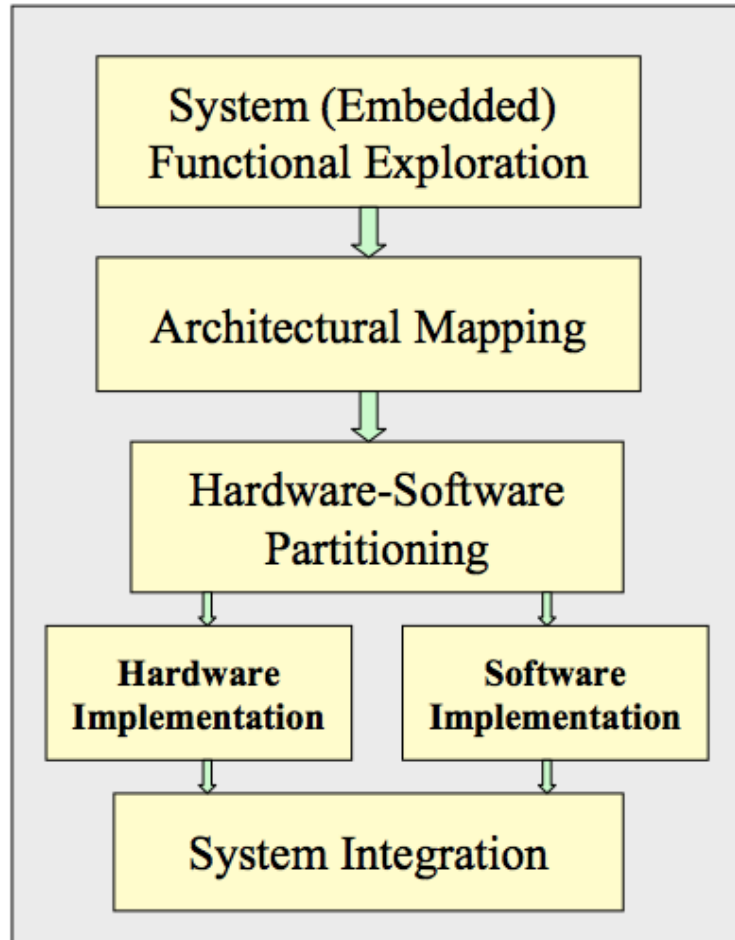 System (Embedded)
Functional Exploration
Architectural Mapping
Hardware-Software
Partitioning
Hardware
Implementation
Software
Implementation
System Integration